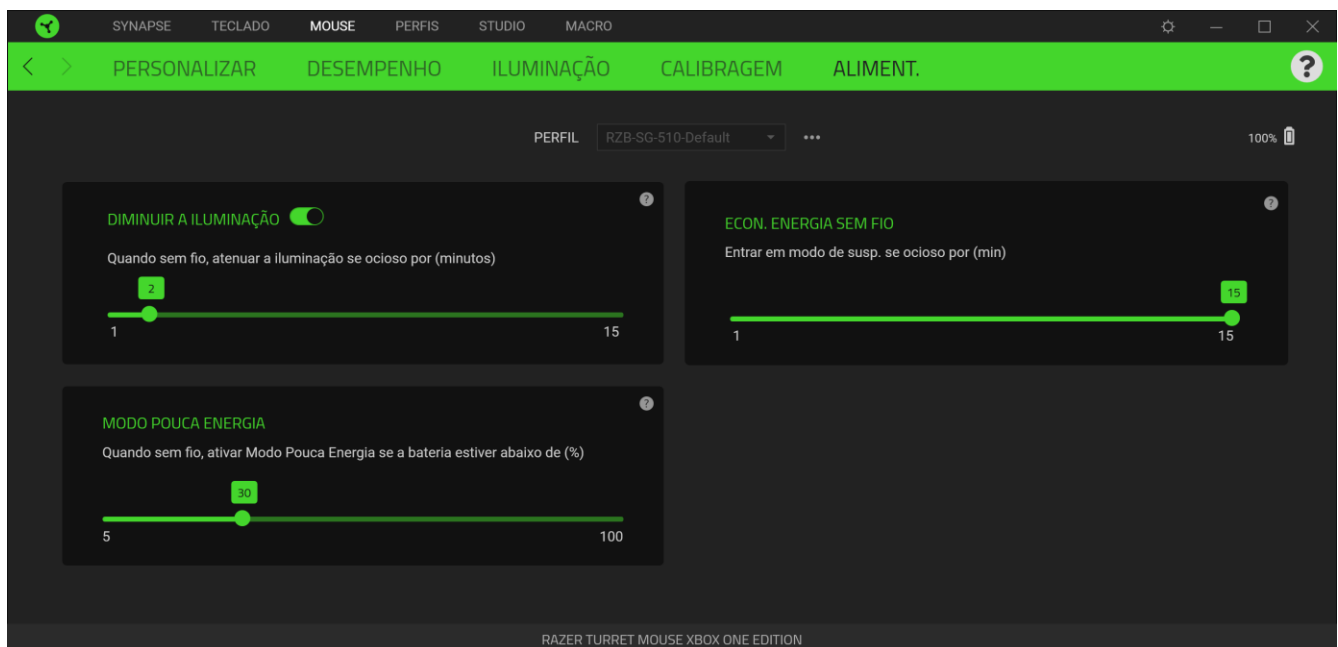 SYNAPSE TECLADO MOUSE PERFIS STUDIO MACRO
PERSONALIZAR DESEMPENHO ILUMINAÇÃO CALIBRAGEM ALIMENT. ?
PERFIL RZB-SG-510-Default ••• 100%
DIMINUIR A ILUMINAÇÃO ?
Quando sem fio, atenuar a iluminação se ocioso por (minutos)
2
1 15
ECON. ENERGIA SEM FIO ?
Entrar em modo de susp. se ocioso por (min)
15
1 15
MODO POUCA ENERGIA ?
Quando sem fio, ativar Modo Pouca Energia se a bateria estiver abaixo de (%)
30
5 100
RAZER TURRET MOUSE XBOX ONE EDITION